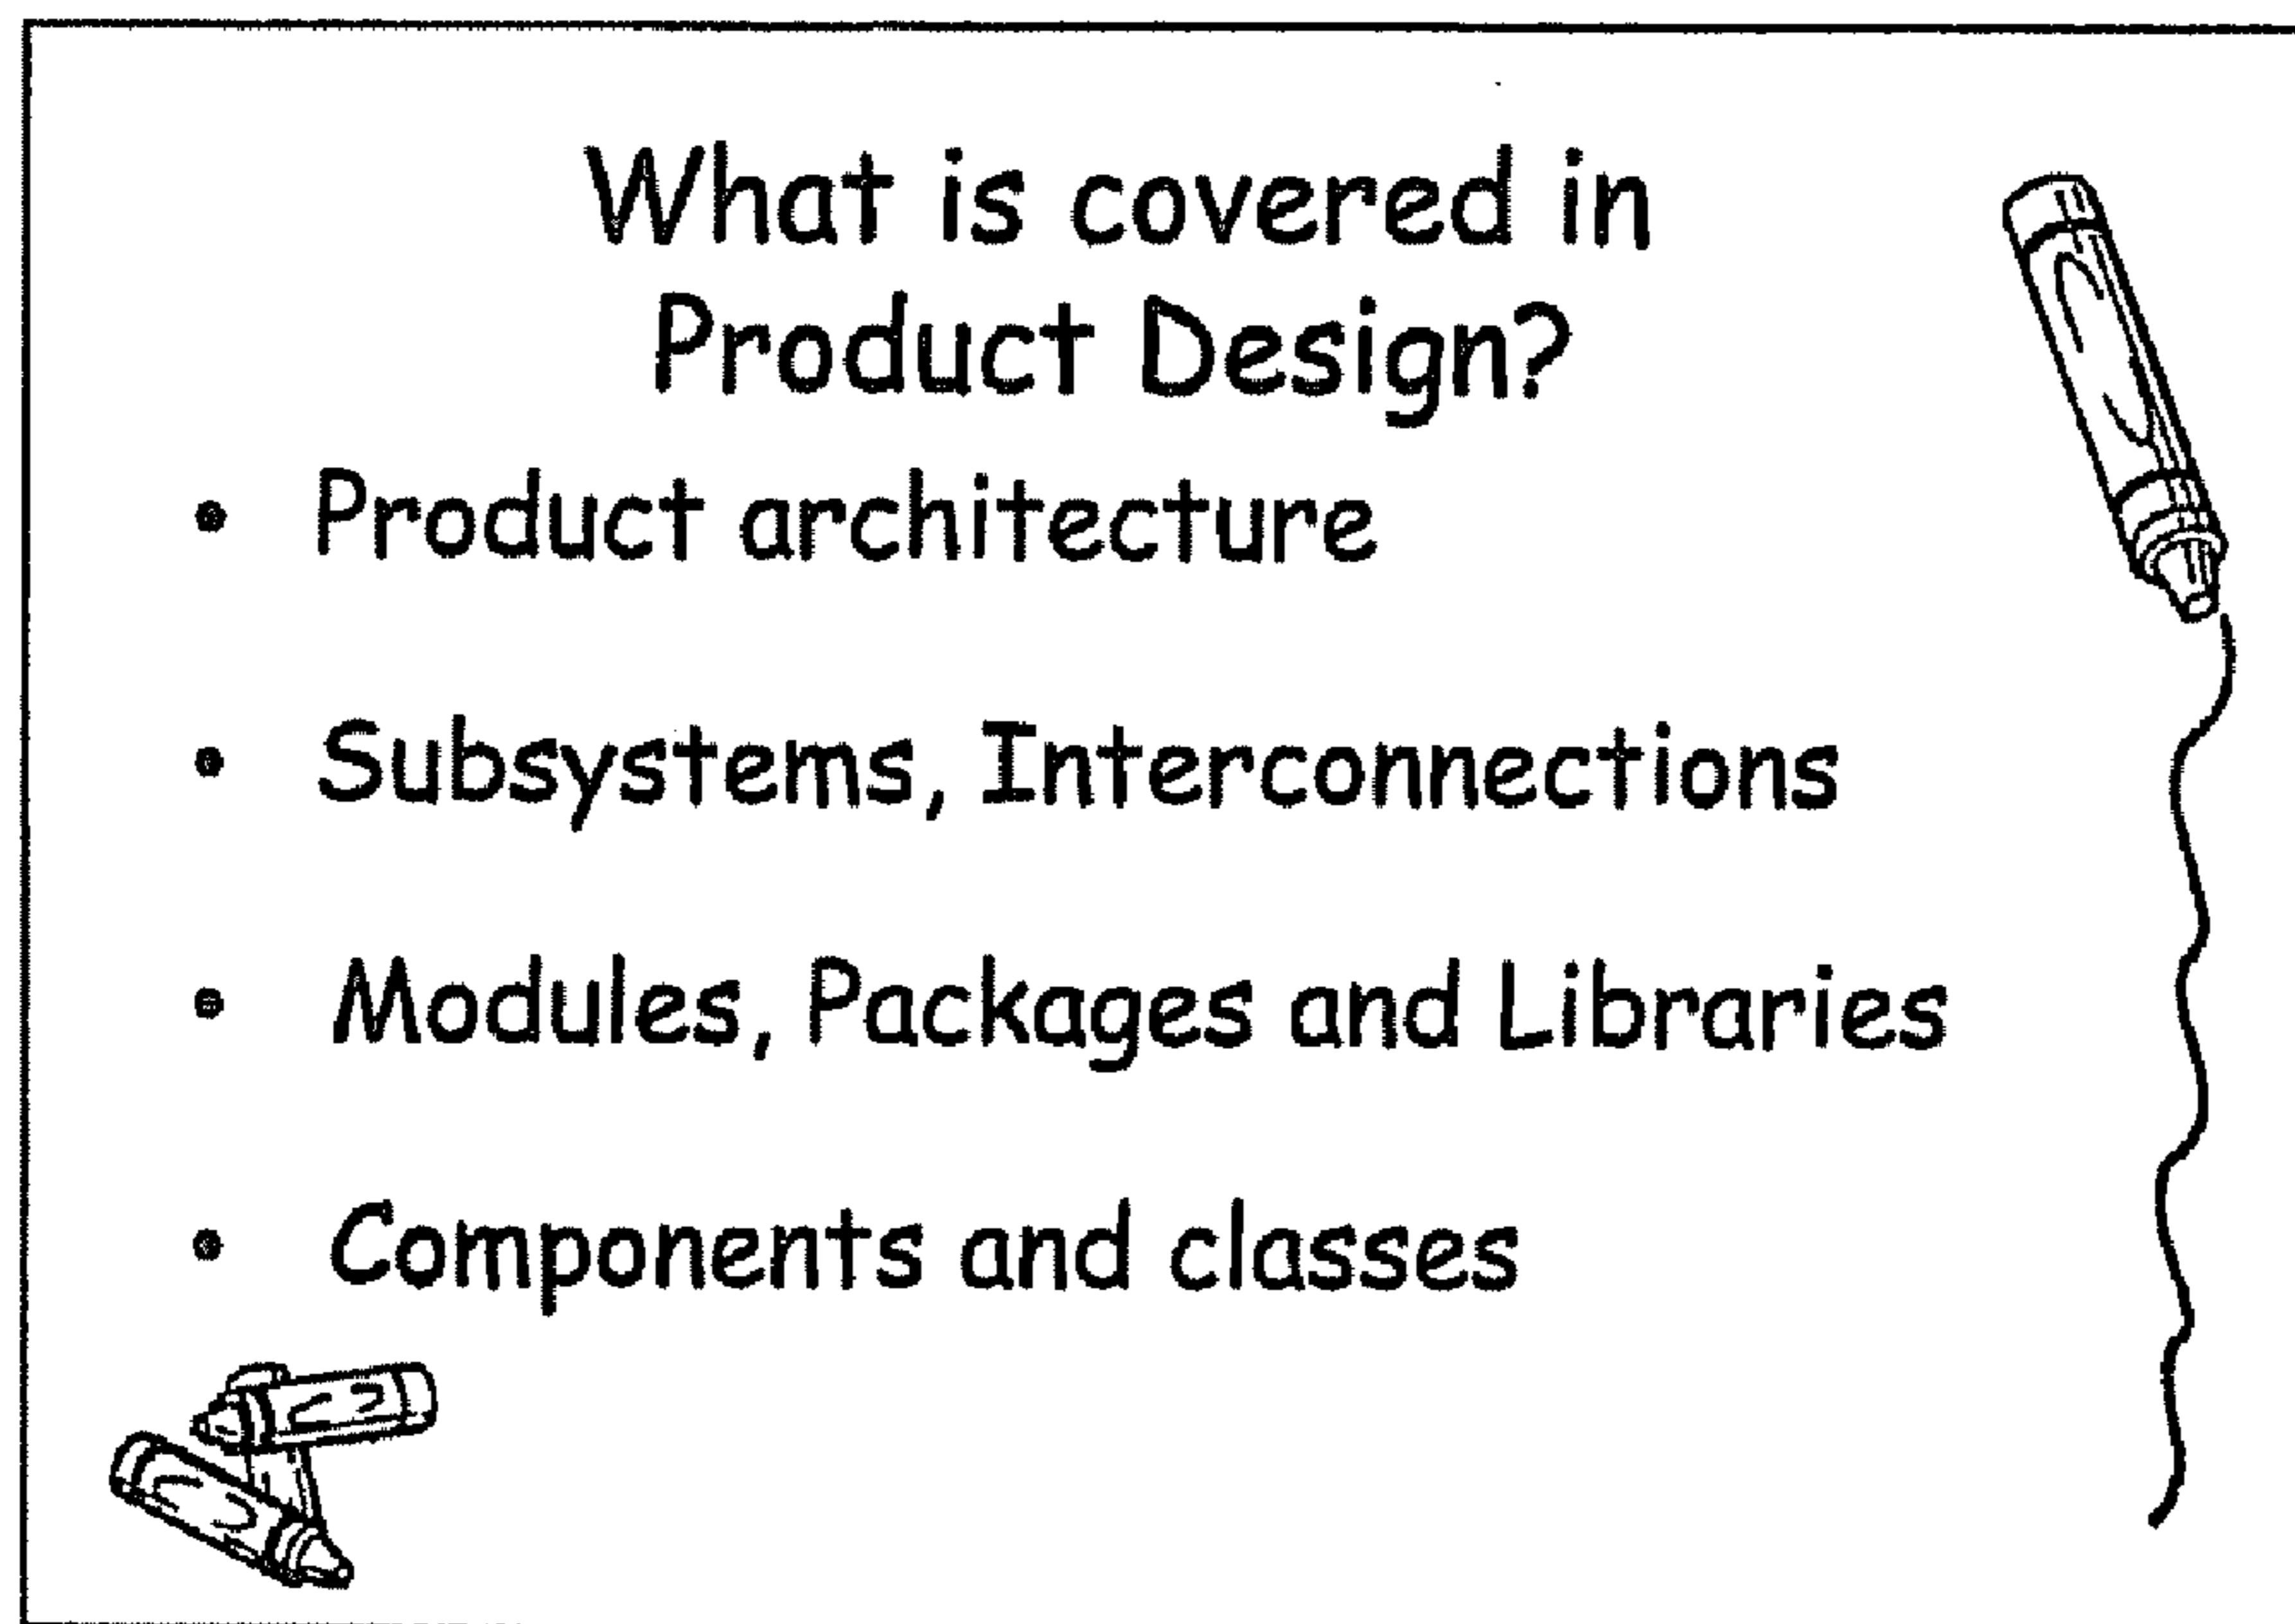 What is covered in
Product Design?
• Product architecture
• Subsystems, Interconnections
• Modules, Packages and Libraries
• Components and classes